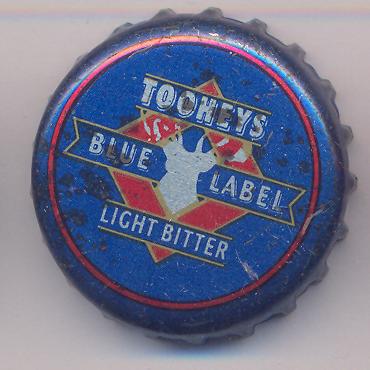 TOOHEYS
BLUE LABEL
LIGHT BITTER